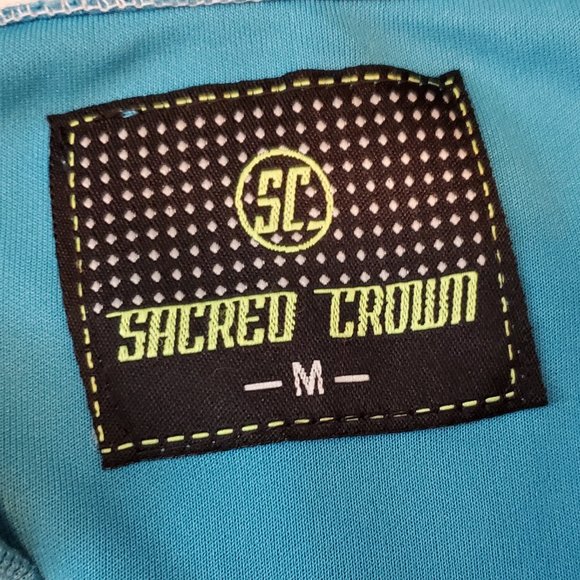 SC
SACRED CROWN
— M —